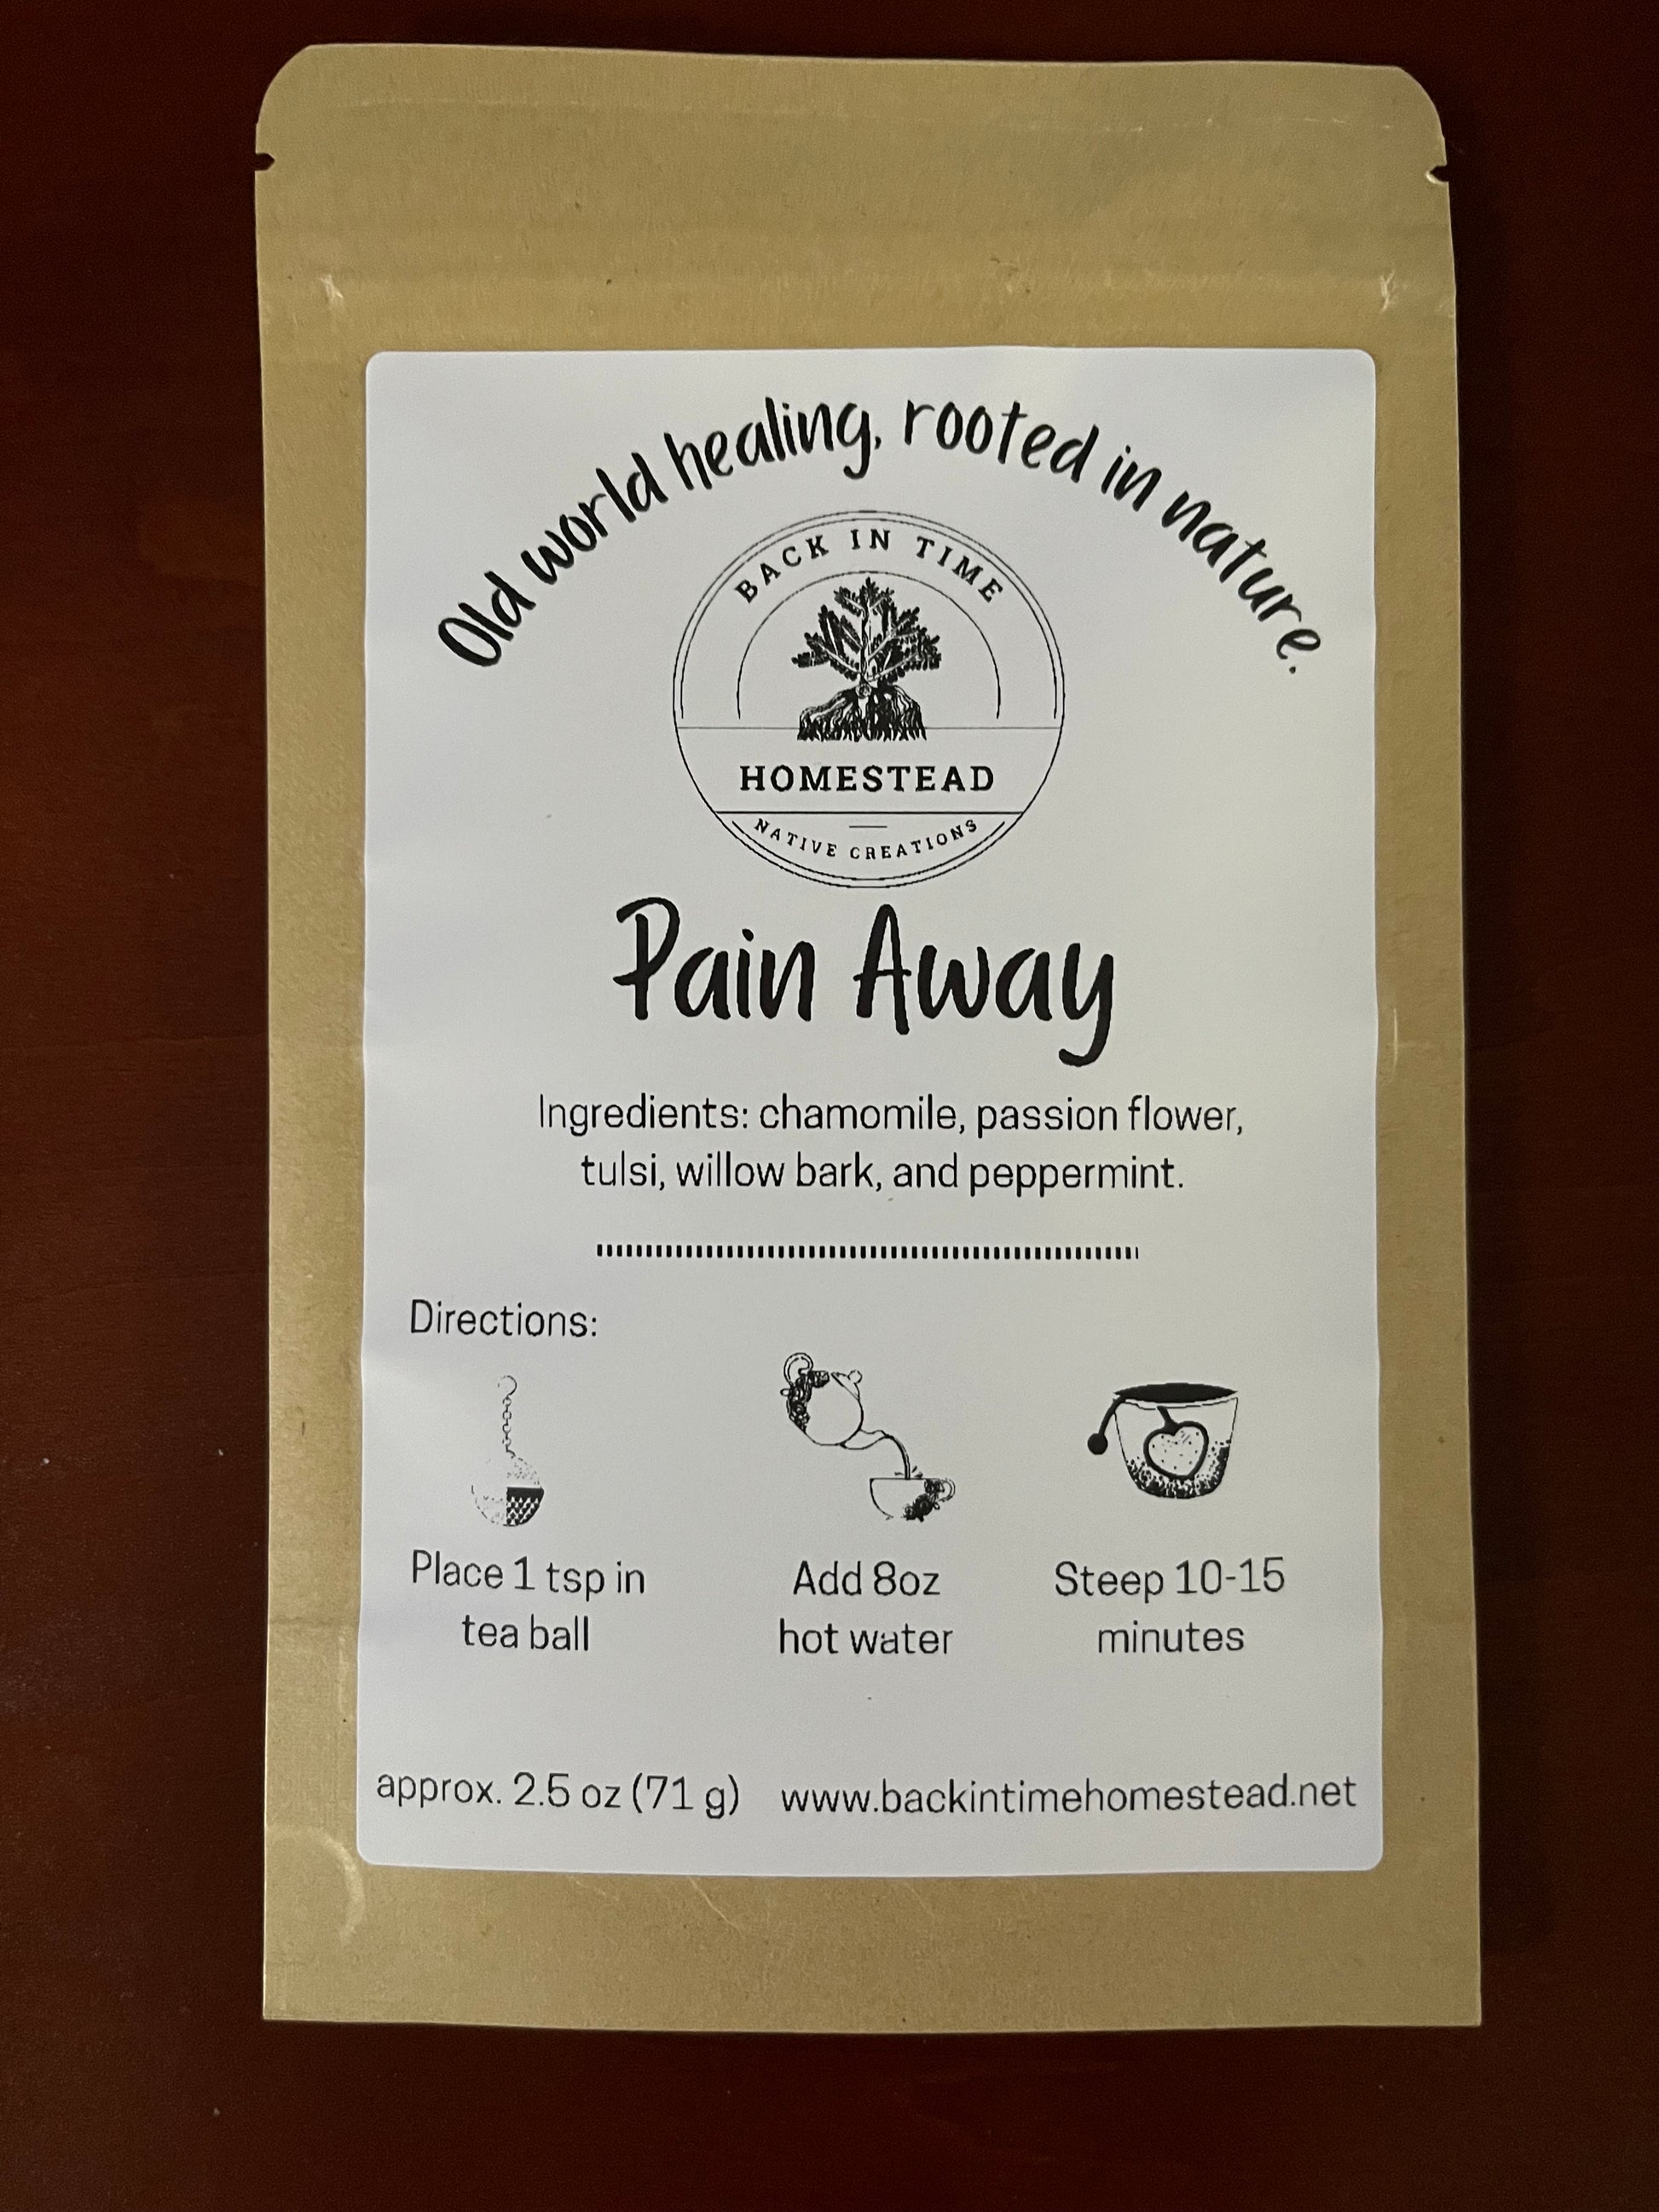 Old world healing, rooted in nature.
BACK IN TIME
HOMESTEAD
NATIVE CREATIONS
Pain Away
Ingredients: chamomile, passion flower,
tulsi, willow bark, and peppermint.
Directions:
Place 1 tsp in
tea ball
Add 8oz
hot water
Steep 10-15
minutes
approx. 2.5 oz (71 g)
www.backintimehomestead.net